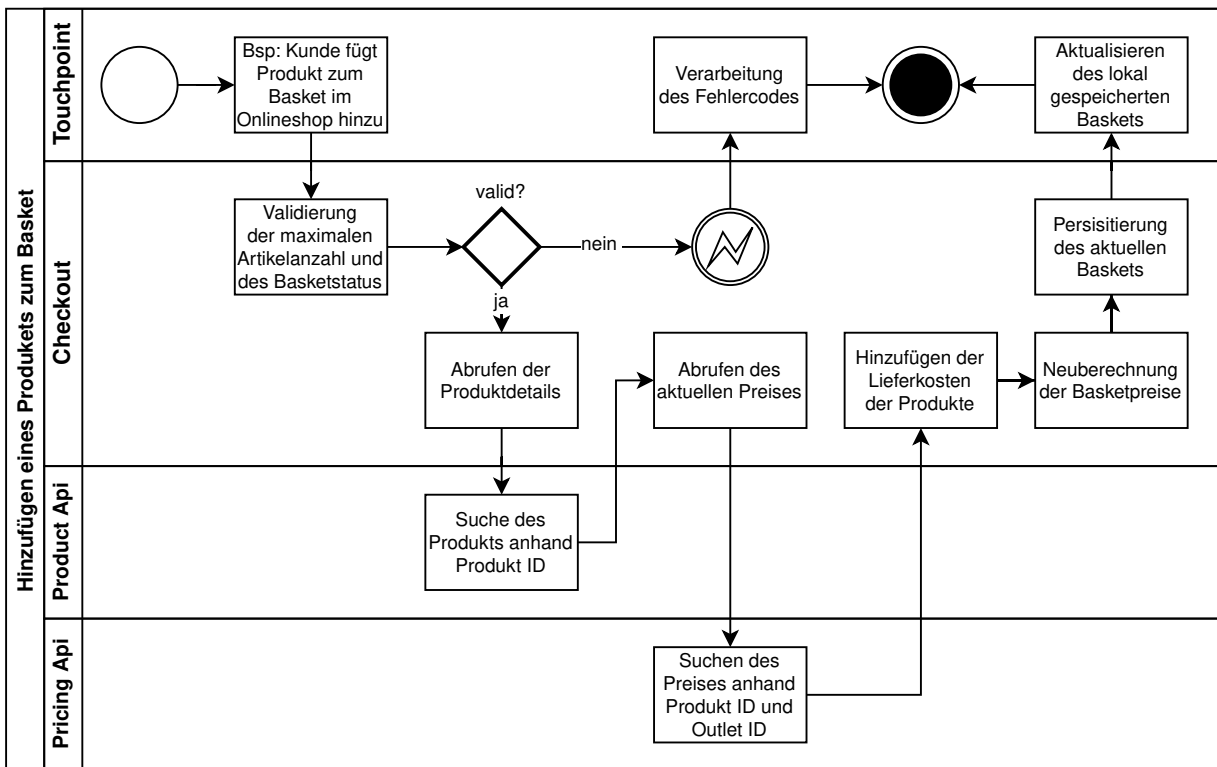 Hinzufügen eines Produkets zum Basket
Touchpoint
Bsp: Kunde fügt
Produkt zum
Basket im
Onlineshop hinzu
Verarbeitung
des Fehlercodes
Aktualisieren
des lokal
gespeicherten
Baskets
Checkout
Validierung
der maximalen
Artikelanzahl und
des Basketstatus
valid?
nein
ja
Persisitierung
des aktuellen
Baskets
Abrufen der
Produktdetails
Abrufen des
aktuellen Preises
Hinzufügen der
Lieferkosten
der Produkte
Neuberechnung
der Basketpreise
Product Api
Suche des
Produkts anhand
Produkt ID
Pricing Api
Suchen des
Preises anhand
Produkt ID und
Outlet ID